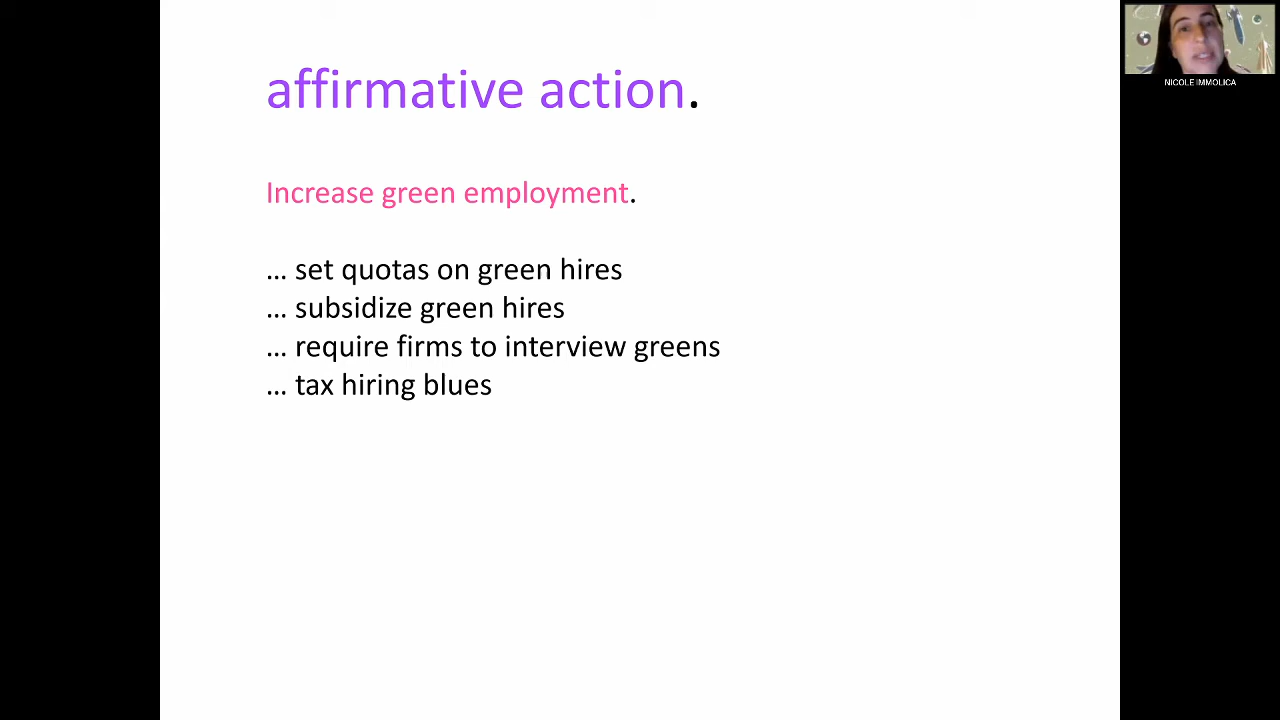 affirmative action.
NICOLE IMMOLICA
Increase green employment.
... set quotas on green hires
... subsidize green hires
... require firms to interview greens
... tax hiring blues